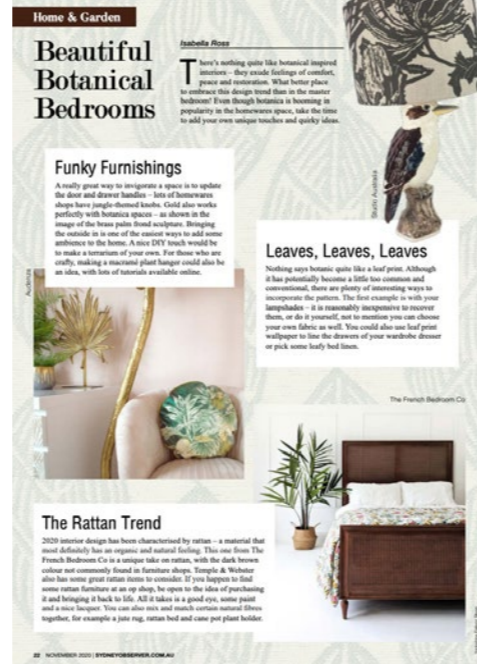 Home & Garden
Beautiful
Botanical
Bedrooms
Isabella Ross
There's nothing quite like botanical inspired
interiors – they exude feelings of comfort,
peace and restoration. What better place
to embrace this design trend than in the master
bedroom! Even though botanica is booming in
popularity in the homewares space, take the time
to add your own unique touches and quirky ideas.
Studio Australia
Funky Furnishings
A really great way to invigorate a space is to update
the door and drawer handles – lots of homewares
shops have jungle-themed knobs. Gold also works
perfectly with botanica spaces – as shown in the
image of the brass palm frond sculpture. Bringing
the outside in is one of the easiest ways to add some
ambience to the home. A nice DIY touch would be
to make a terrarium of your own. For those who are
crafty, making a macramé plant hanger could also be
an idea, with lots of tutorials available online.
Audenza
Leaves, Leaves, Leaves
Nothing says botanic quite like a leaf print. Although
it has potentially become a little too common and
conventional, there are plenty of interesting ways to
incorporate the pattern. The first example is with your
lampshades – it is reasonably inexpensive to recover
them, or do it yourself, not to mention you can choose
your own fabric as well. You could also use leaf print
wallpaper to line the drawers of your wardrobe dresser
or pick some leafy bed linen.
The French Bedroom Co
The Rattan Trend
2020 interior design has been characterised by rattan – a material that
most definitely has an organic and natural feeling. This one from The
French Bedroom Co is a unique take on rattan, with the dark brown
colour not commonly found in furniture shops. Temple & Webster
also has some great rattan items to consider. If you happen to find
some rattan furniture at an op shop, be open to the idea of purchasing
it and bringing it back to life. All it takes is a good eye, some paint
and a nice lacquer. You can also mix and match certain natural fibres
together, for example a jute rug, rattan bed and cane pot plant holder.
22 NOVEMBER 2020 | SYDNEYOBSERVER.COM.AU